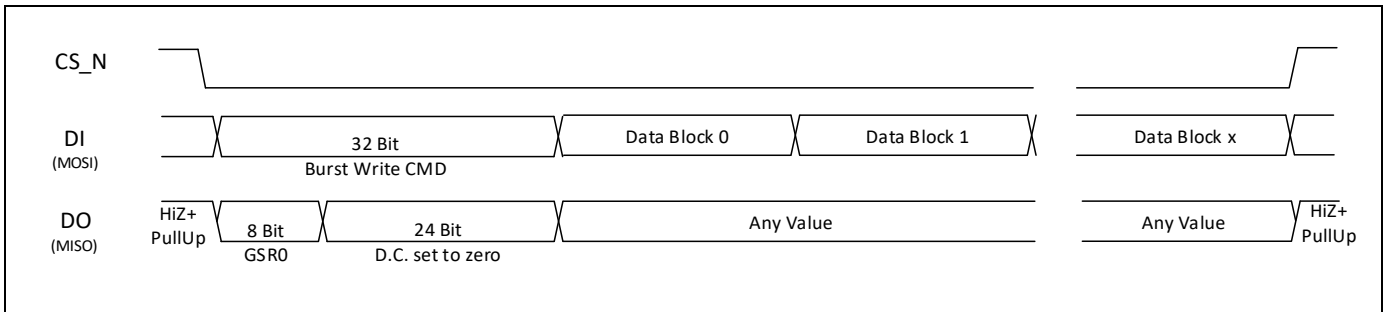 CS_N
DI
(MOSI)
32 Bit
Burst Write CMD
Data Block 0
Data Block 1
Data Block x
DO
(MISO)
HiZ+
PullUp
8 Bit
GSR0
24 Bit
D.C. set to zero
Any Value
Any Value
HiZ+
PullUp